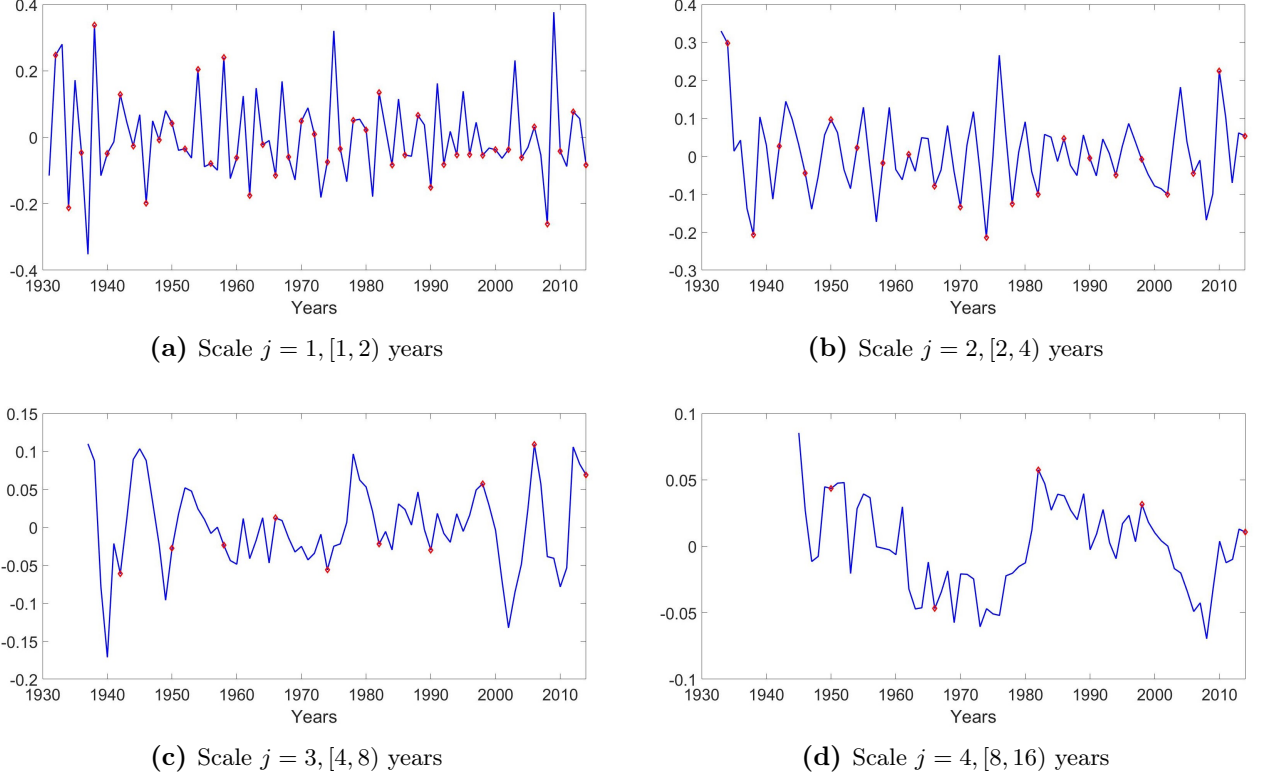 0.4
0.2
0
-0.2
-0.4
1930 1940 1950 1960 1970 1980 1990 2000 2010
Years
(a) Scale j = 1, [1, 2) years
0.4
0.3
0.2
0.1
0
-0.1
-0.2
-0.3
1930 1940 1950 1960 1970 1980 1990 2000 2010
Years
(b) Scale j = 2, [2, 4) years
0.15
0.1
0.05
0
-0.05
-0.1
-0.15
-0.2
1930 1940 1950 1960 1970 1980 1990 2000 2010
Years
(c) Scale j = 3, [4, 8) years
0.1
0.05
0
-0.05
-0.1
1930 1940 1950 1960 1970 1980 1990 2000 2010
Years
(d) Scale j = 4, [8, 16) years